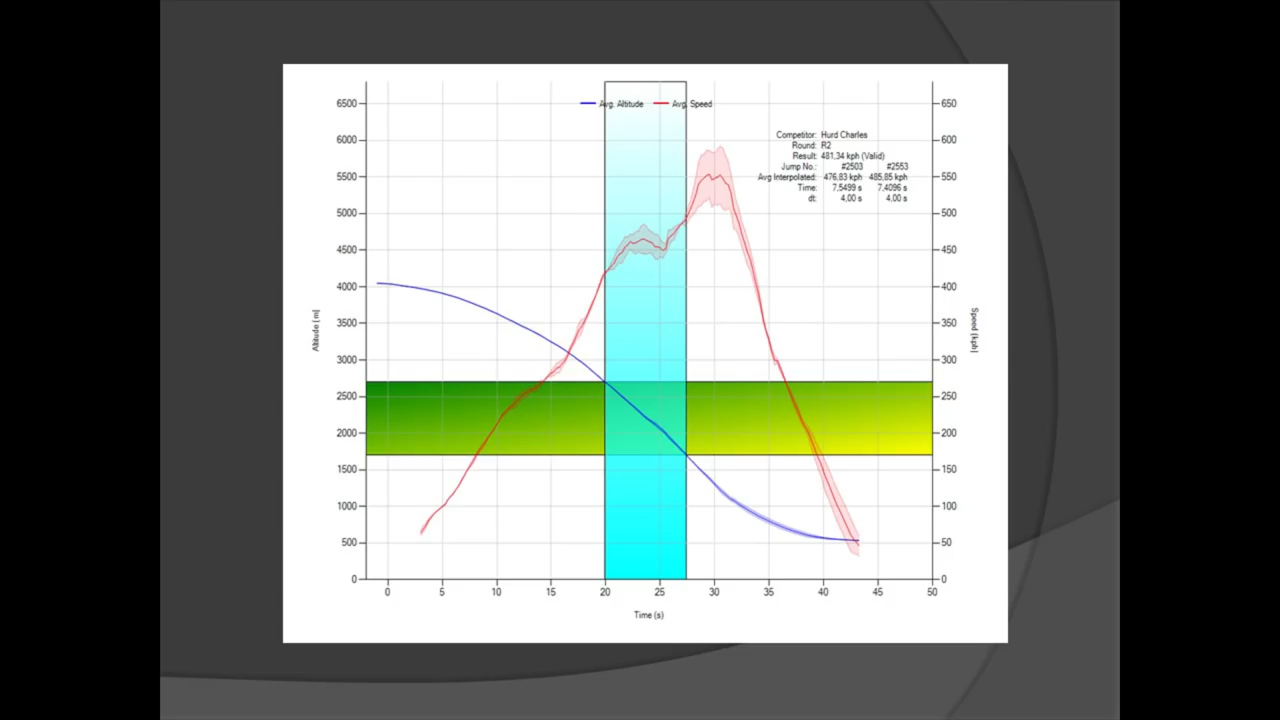 Avg. Altitude Avg. Speed
Competitor: Hurd Charles
Round: R2
Result: 481,34 kph (Valid)
Jump No.: #2503 #2553
Avg Interpolated: 476,83 kph 485,85 kph
Time: 7,5499 s 7,4096 s
dt: 4,00 s 4,00 s
6500 650
6000 600
5500 550
5000 500
4500 450
4000 400
3500 350
3000 300
2500 250
2000 200
1500 150
1000 100
500 50
0 0
Altitude [m]
Speed [kph]
0 5 10 15 20 25 30 35 40 45 50
Time (s)